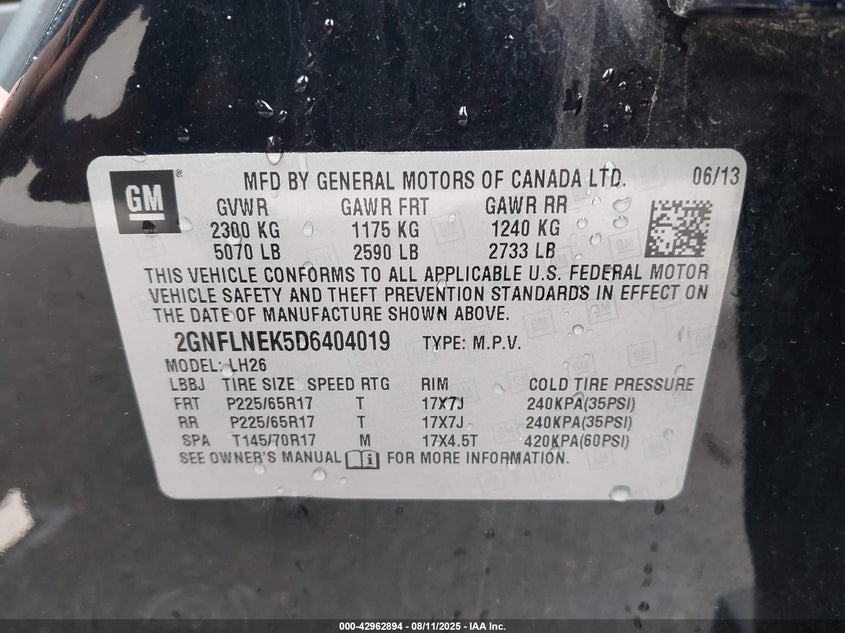 GM
MFD BY GENERAL MOTORS OF CANADA LTD. 06/13
GVWR GAWR FRT GAWR RR
2300 KG 1175 KG 1240 KG
5070 LB 2590 LB 2733 LB
THIS VEHICLE CONFORMS TO ALL APPLICABLE U.S. FEDERAL MOTOR
VEHICLE SAFETY AND THEFT PREVENTION STANDARDS IN EFFECT ON
THE DATE OF MANUFACTURE SHOWN ABOVE.
2GNFLNEK5D6404019 TYPE: M.P.V.
MODEL: LH26
LBBJ TIRE SIZE SPEED RTG RIM COLD TIRE PRESSURE
FRT P225/65R17 T 17X7J 240KPA(35PSI)
RR P225/65R17 T 17X7J 240KPA(35PSI)
SPA T145/70R17 M 17X4.5T 420KPA(60PSI)
SEE OWNER'S MANUAL FOR MORE INFORMATION.
000-42962894 - 08/11/2025 - IAA Inc.